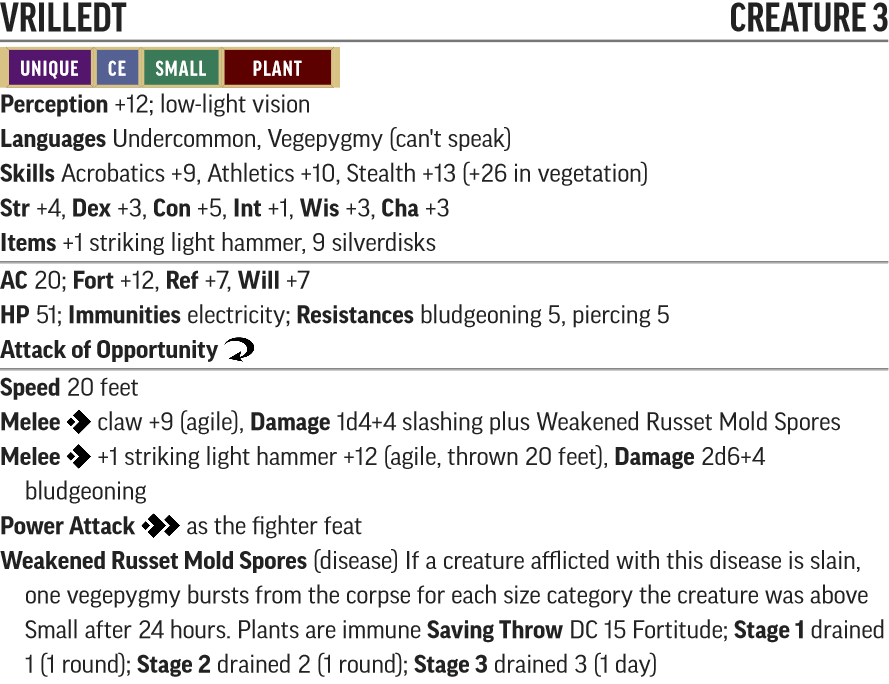 VRILLEDT CREATURE 3
UNIQUE CE SMALL PLANT
Perception +12; low-light vision
Languages Undercommon, Vegepygmy (can't speak)
Skills Acrobatics +9, Athletics +10, Stealth +13 (+26 in vegetation)
Str +4, Dex +3, Con +5, Int +1, Wis +3, Cha +3
Items +1 striking light hammer, 9 silverdisks
AC 20; Fort +12, Ref +7, Will +7
HP 51; Immunities electricity; Resistances bludgeoning 5, piercing 5
Attack of Opportunity
Speed 20 feet
Melee claw +9 (agile), Damage 1d4+4 slashing plus Weakened Russet Mold Spores
Melee +1 striking light hammer +12 (agile, thrown 20 feet), Damage 2d6+4
bludgeoning
Power Attack as the fighter feat
Weakened Russet Mold Spores (disease) If a creature afflicted with this disease is slain,
one vegepygmy bursts from the corpse for each size category the creature was above
Small after 24 hours. Plants are immune Saving Throw DC 15 Fortitude; Stage 1 drained
1 (1 round); Stage 2 drained 2 (1 round); Stage 3 drained 3 (1 day)